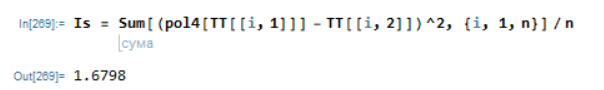 In[269]:= Is = Sum[(pol4[TT[[i, 1]]] - TT[[i, 2]])^2, {i, 1, n}] / n
сума
Out[269]= 1.6798